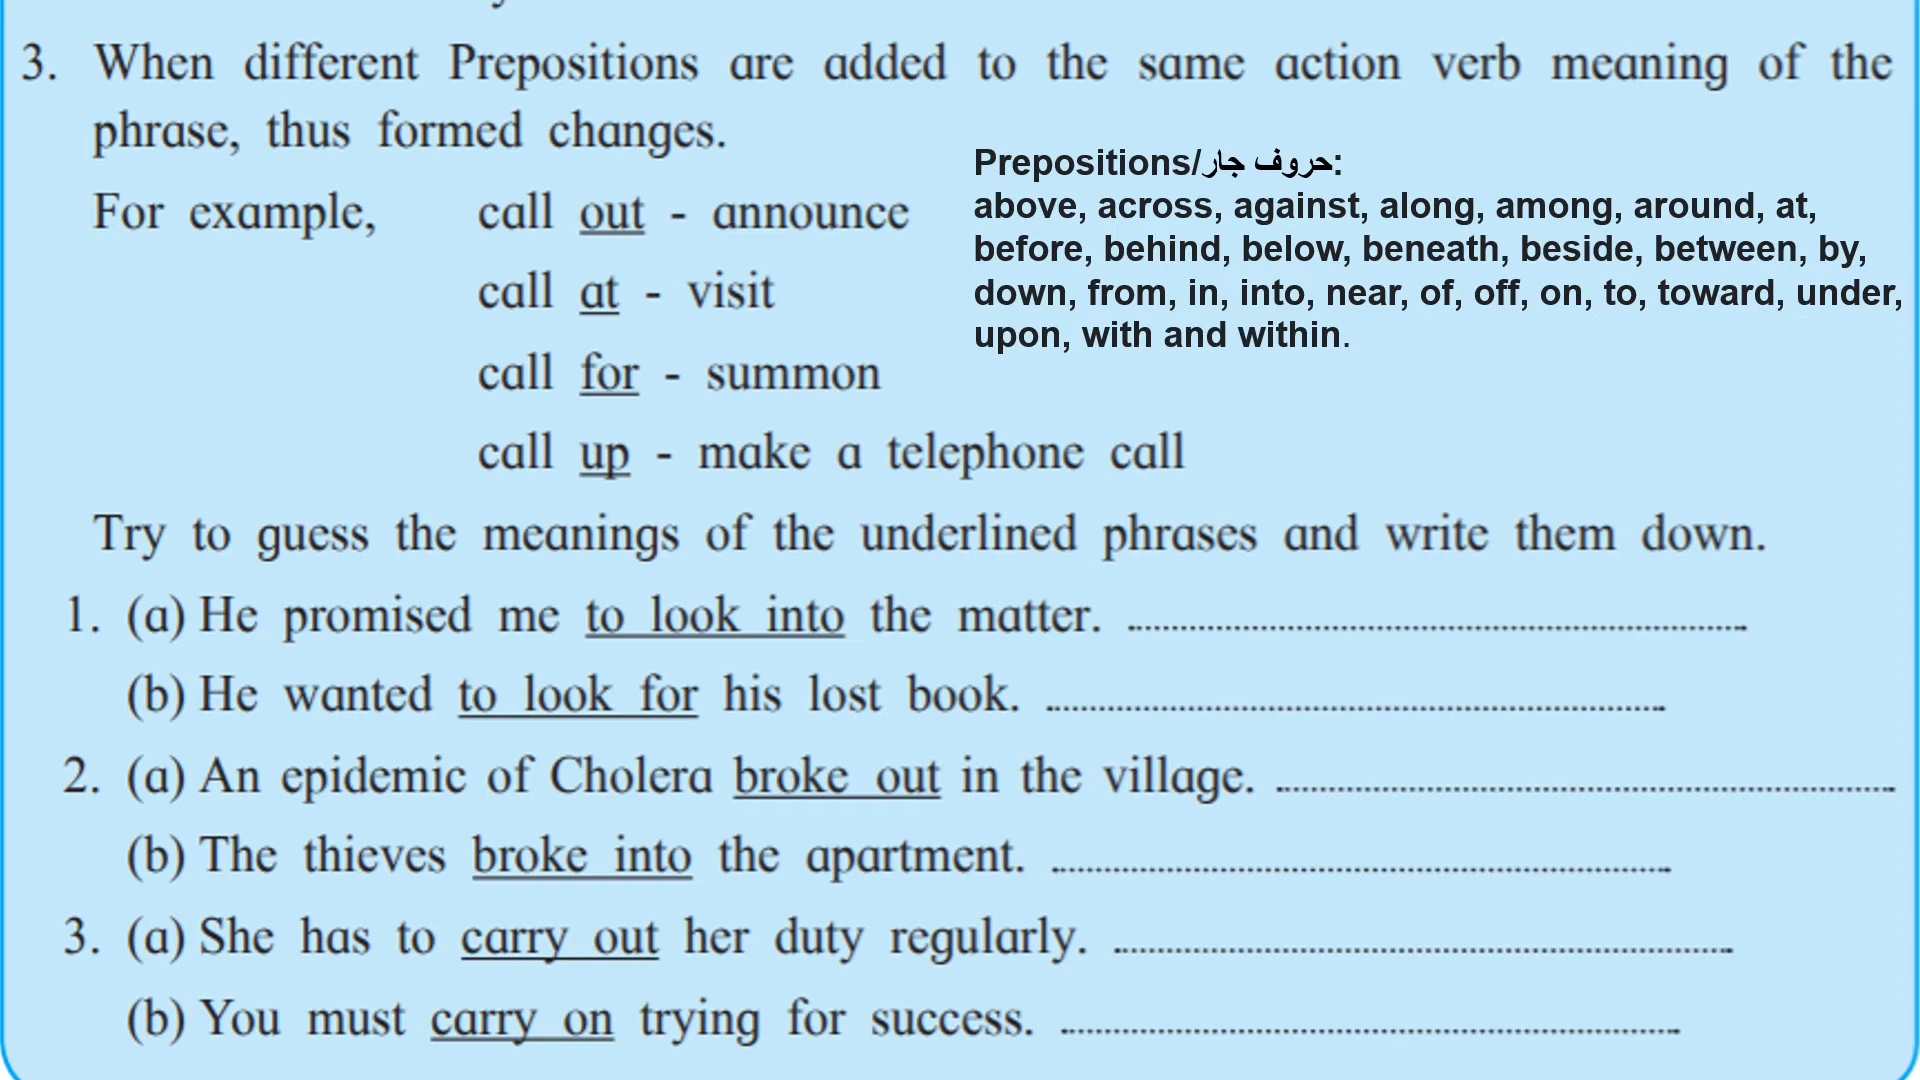 3. When different Prepositions are added to the same action verb meaning of the
phrase, thus formed changes.
Prepositions/حروف جار:
above, across, against, along, among, around, at,
before, behind, below, beneath, beside, between, by,
down, from, in, into, near, of, off, on, to, toward, under,
upon, with and within.
For example, call out - announce
call at - visit
call for - summon
call up - make a telephone call
Try to guess the meanings of the underlined phrases and write them down.
1. (a) He promised me to look into the matter. ................................................
(b) He wanted to look for his lost book. ................................................
2. (a) An epidemic of Cholera broke out in the village. ................................................
(b) The thieves broke into the apartment. ................................................
3. (a) She has to carry out her duty regularly. ................................................
(b) You must carry on trying for success. ................................................